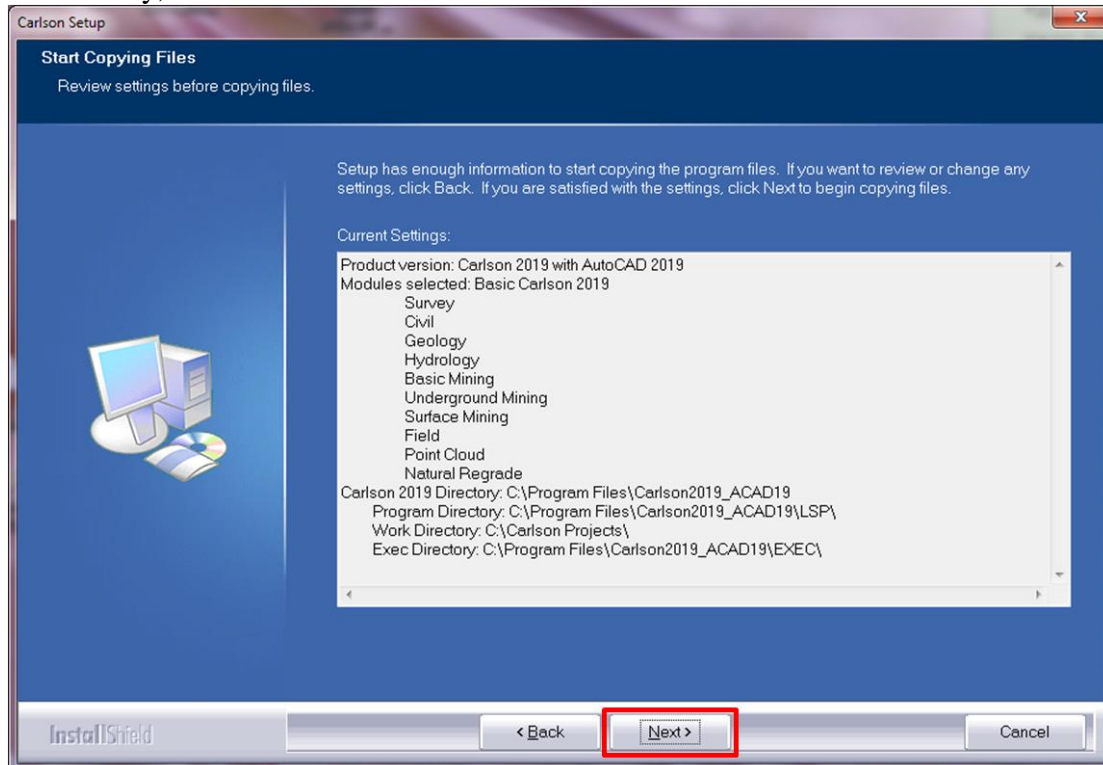 Carlson Setup
Start Copying Files
Review settings before copying files.
Setup has enough information to start copying the program files. If you want to review or change any
settings, click Back. If you are satisfied with the settings, click Next to begin copying files.
Current Settings:
Product version: Carlson 2019 with AutoCAD 2019
Modules selected: Basic Carlson 2019
Survey
Civil
Geology
Hydrology
Basic Mining
Underground Mining
Surface Mining
Field
Point Cloud
Natural Regrade
Carlson 2019 Directory: C:\Program Files\Carlson2019_ACAD19
Program Directory: C:\Program Files\Carlson2019_ACAD19\LSP\
Work Directory: C:\Carlson Projects\
Exec Directory: C:\Program Files\Carlson2019_ACAD19\EXEC\
InstallShield
< Back
Next >
Cancel